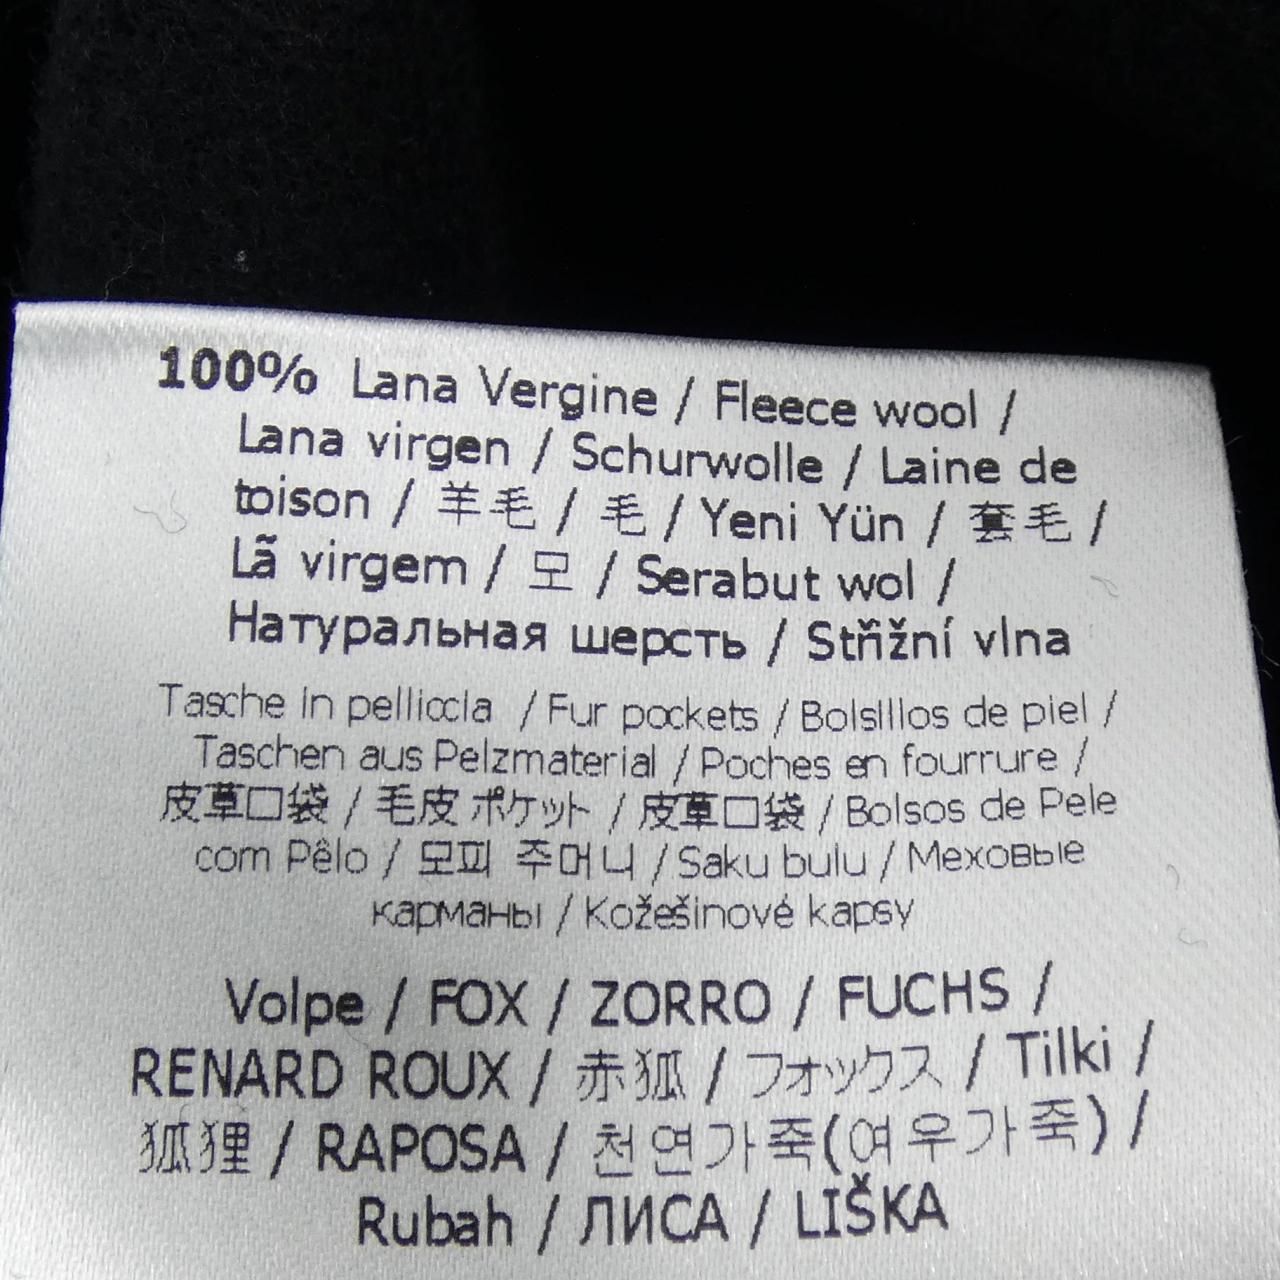 100% Lana Vergine / Fleece wool /
Lana virgen / Schurwolle / Laine de
toison / 羊毛 / 毛 / Yeni Yün / 套毛 /
Lã virgem / 모 / Serabut wol /
Натуральная шерсть / Stňižní vlna
Tasche in pelliccia / Fur pockets / Bolsillos de piel /
Taschen aus Pelzmaterial / Poches en fourrure /
皮草口袋 / 毛皮 ポケット / 皮草口袋 / Bolsos de Pele
com Pêlo / 모피 주머니 / Saku bulu / Меховые
карманы / Kožešinové kapsy
Volpe / FOX / ZORRO / FUCHS /
RENARD ROUX / 赤狐 / フォックス / Tilki /
狐狸 / RAPOSA / 천연가죽(여우가죽) /
Rubah / ЛИСА / LIŠKA